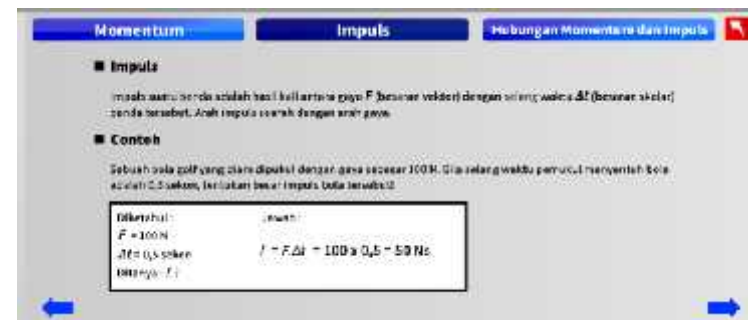 Momentum
Impuls
Hubungan Momentum dan Impuls
■ Impuls
Impuls suatu benda adalah hasil kali antara gaya F (besaran vektor) dengan selang waktu Δt (besaran skalar)
benda tersebut. Arah impuls searah dengan arah gaya.
■ Contoh
Sebuah bola golf yang diam dipukul dengan gaya sebesar 100 N. Jika selang waktu pemukul menyentuh bola
adalah 0,5 sekon, tentukan besar impuls bola tersebut!
Diketahui:
Jawab:
F = 100 N
Δt = 0,5 sekon
I = F.Δt = 100 x 0,5 = 50 Ns
Ditanya: I :